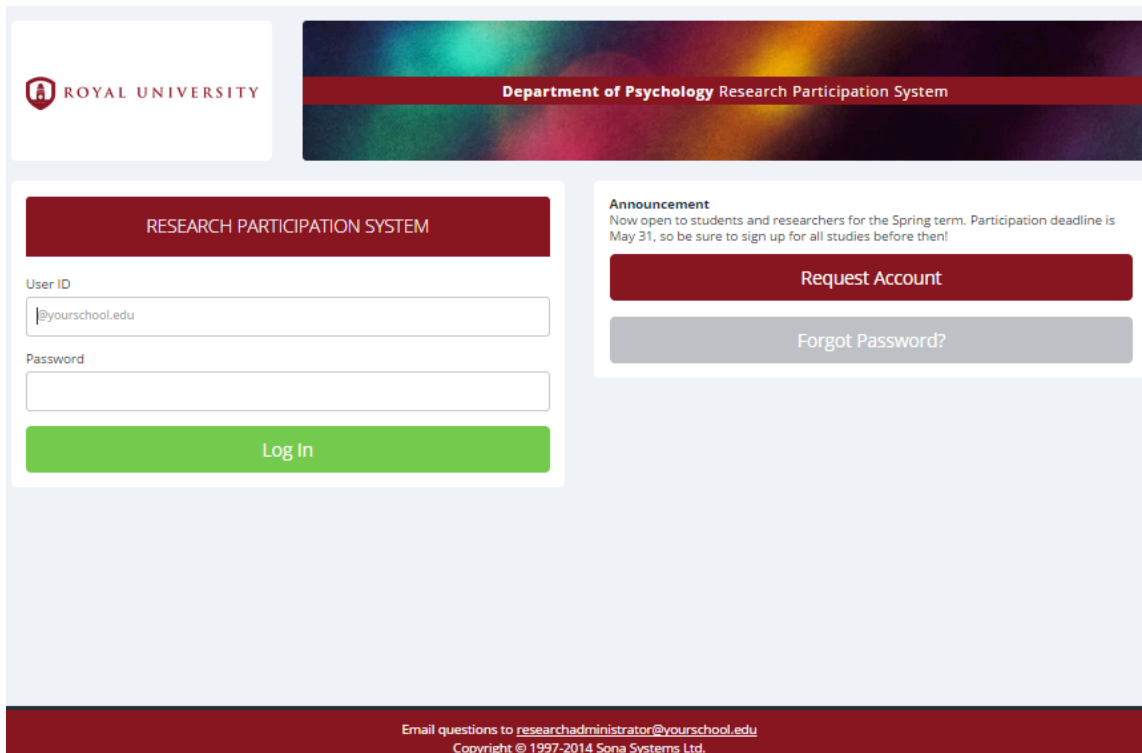 ROYAL UNIVERSITY
Department of Psychology Research Participation System
RESEARCH PARTICIPATION SYSTEM
User ID
@yourschool.edu
Password
Log In
Announcement
Now open to students and researchers for the Spring term. Participation deadline is
May 31, so be sure to sign up for all studies before then!
Request Account
Forgot Password?
Email questions to researchadministrator@yourschool.edu
Copyright © 1997-2014 Sona Systems Ltd.